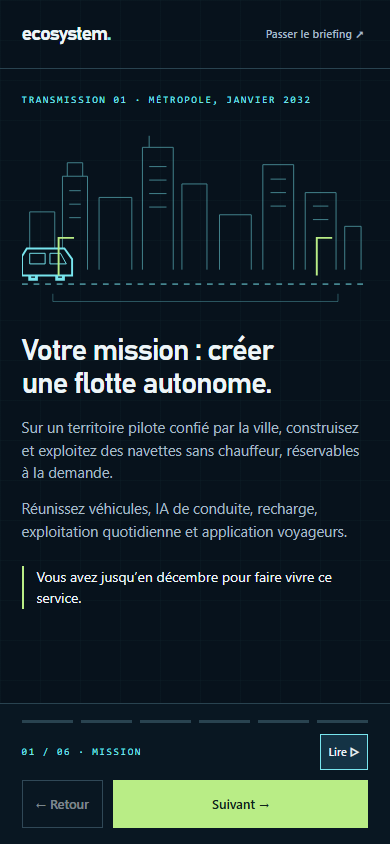 ecosystem.
Passer le briefing ↗
TRANSMISSION 01 · MÉTROPOLE, JANVIER 2032
Votre mission : créer
une flotte autonome.
Sur un territoire pilote confié par la ville, construisez
et exploitez des navettes sans chauffeur, réservables
à la demande.
Réunissez véhicules, IA de conduite, recharge,
exploitation quotidienne et application voyageurs.
Vous avez jusqu’en décembre pour faire vivre ce
service.
01 / 06 · MISSION
Lire ▷
← Retour
Suivant →